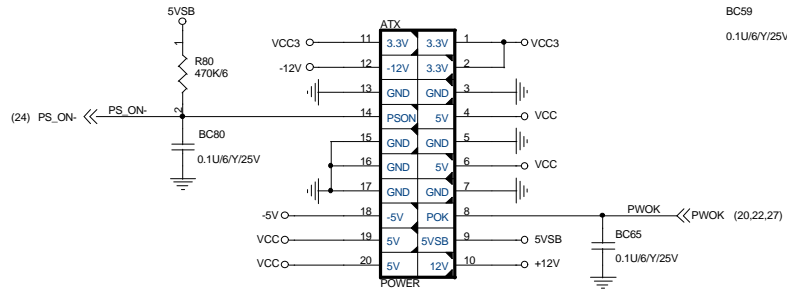 5VSB
ATX
BC59
0.1U/6/Y/25V
1
R80
470K/6
2
(24) PS_ON-
PS_ON-
BC80
0.1U/6/Y/25V
VCC3 11 3.3V 3.3V 1 VCC3
-12V 12 -12V 3.3V 2
13 GND GND 3
14 PSON 5V 4 VCC
15 GND GND 5
16 GND 5V 6 VCC
17 GND GND 7
-5V 18 -5V POK 8 PWOK PWOK (20,22,27)
VCC 19 5V 5VSB 9 5VSB
VCC 20 5V 12V 10 +12V
BC65
0.1U/6/Y/25V
POWER